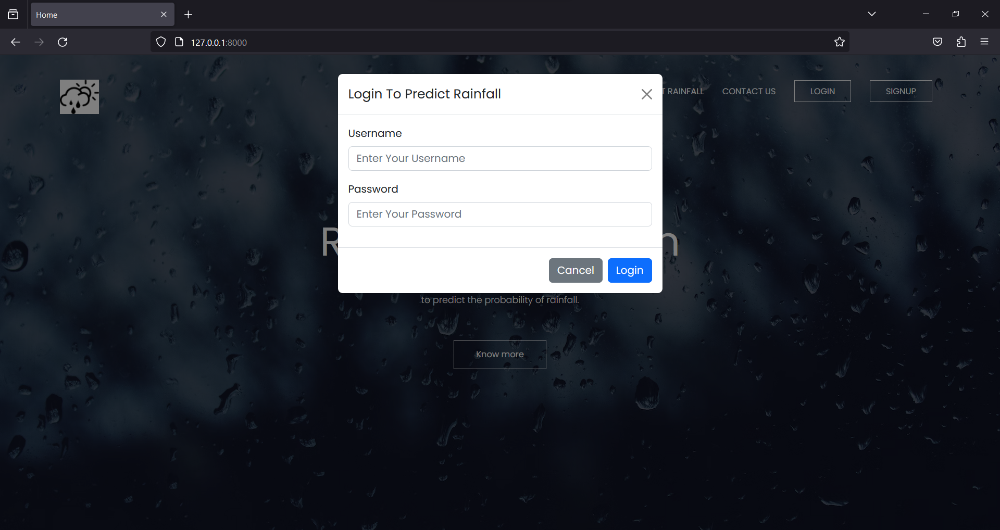 Home
127.0.0.1:8000
Login To Predict Rainfall
T RAINFALL CONTACT US LOGIN SIGNUP
Username
Enter Your Username
Password
Enter Your Password
R n
Cancel Login
to predict the probability of rainfall.
Know more